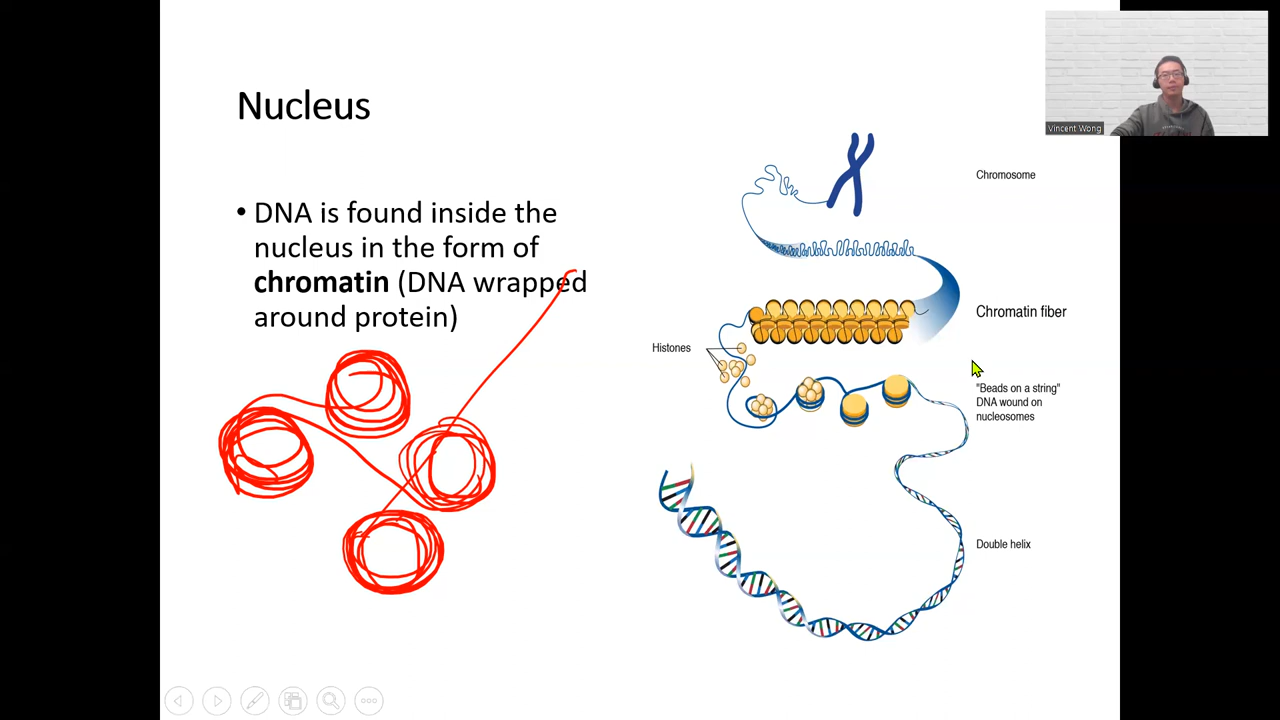 Nucleus
• DNA is found inside the
nucleus in the form of
chromatin (DNA wrapped
around protein)
Vincent Wong
Chromosome
Chromatin fiber
Histones
"Beads on a string"
DNA wound on
nucleosomes
Double helix